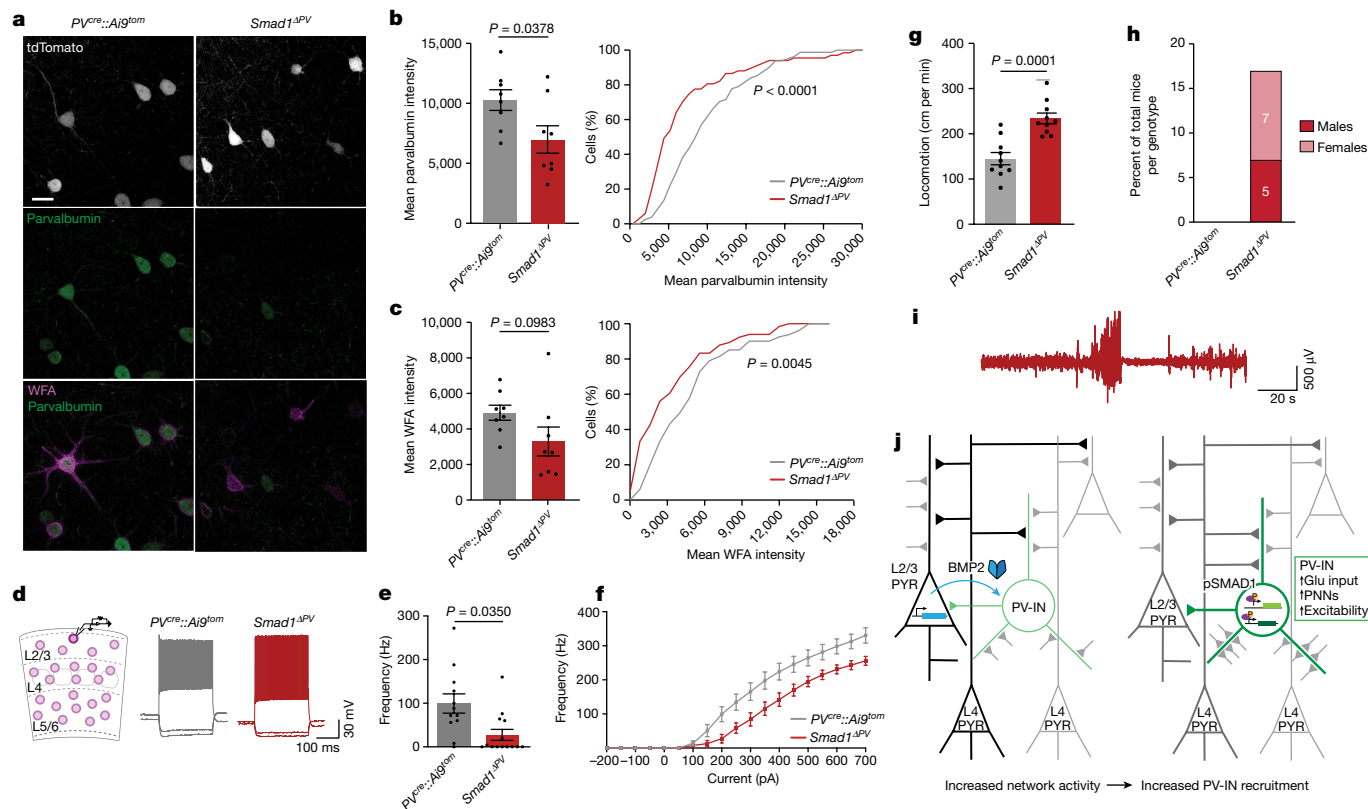 a
PVcre::Ai9tom
Smad1ΔPV
tdTomato
Parvalbumin
WFA
Parvalbumin
b
P = 0.0378
15,000
10,000
5,000
0
Mean parvalbumin intensity
PVcre::Ai9tom
Smad1ΔPV
100
80
60
40
20
0
Cells (%)
P < 0.0001
PVcre::Ai9tom
Smad1ΔPV
0
5,000
10,000
15,000
20,000
25,000
30,000
Mean parvalbumin intensity
c
P = 0.0983
10,000
8,000
6,000
4,000
2,000
0
Mean WFA intensity
PVcre::Ai9tom
Smad1ΔPV
100
80
60
40
20
0
Cells (%)
P = 0.0045
PVcre::Ai9tom
Smad1ΔPV
0
3,000
6,000
9,000
12,000
15,000
18,000
Mean WFA intensity
d
L2/3
L4
L5/6
PVcre::Ai9tom
Smad1ΔPV
30 mV
100 ms
e
P = 0.0350
300
200
100
0
Frequency (Hz)
PVcre::Ai9tom
Smad1ΔPV
f
400
300
200
100
0
Frequency (Hz)
PVcre::Ai9tom
Smad1ΔPV
−200
−100
0
100
200
300
400
500
600
700
Current (pA)
g
P = 0.0001
400
300
200
100
0
Locomotion (cm per min)
PVcre::Ai9tom
Smad1ΔPV
h
20
15
10
5
0
Percent of total mice
per genotype
7
5
Males
Females
PVcre::Ai9tom
Smad1ΔPV
i
500 µV
20 s
j
L2/3
PYR
BMP2
PV-IN
L4
PYR
L4
PYR
L2/3
PYR
pSMAD1
P
P
PV-IN
↑Glu input
↑PNNs
↑Excitability
L4
PYR
L4
PYR
Increased network activity → Increased PV-IN recruitment